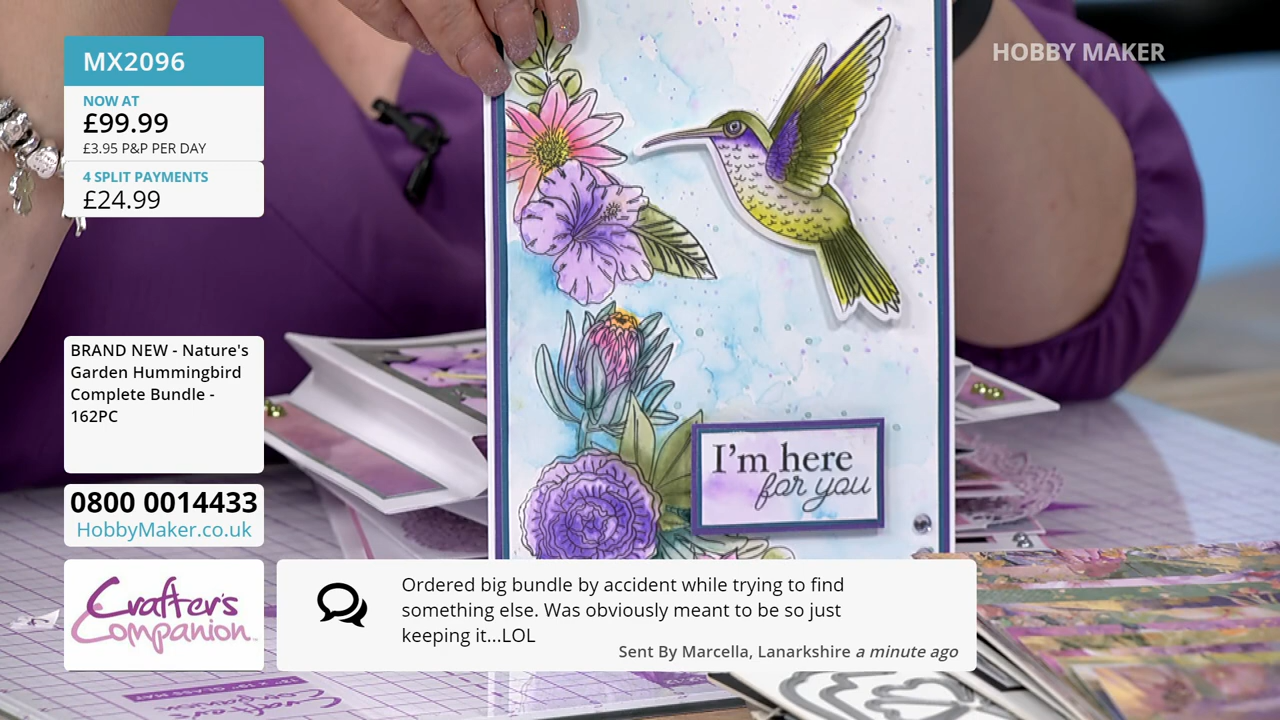 MX2096
NOW AT
£99.99
£3.95 P&P PER DAY
4 SPLIT PAYMENTS
£24.99
HOBBY MAKER
BRAND NEW - Nature's
Garden Hummingbird
Complete Bundle -
162PC
0800 0014433
HobbyMaker.co.uk
Crafter's
Companion
I'm here
for you
Ordered big bundle by accident while trying to find
something else. Was obviously meant to be so just
keeping it...LOL
Sent By Marcella, Lanarkshire a minute ago